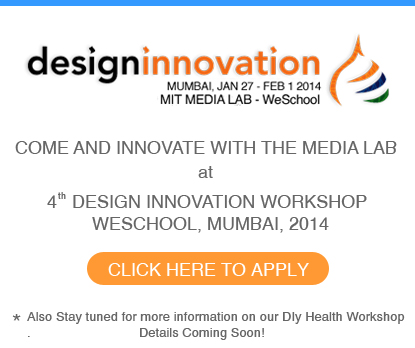 designinnovation
MUMBAI, JAN 27 - FEB 1 2014
MIT MEDIA LAB - WeSchool
COME AND INNOVATE WITH THE MEDIA LAB
at
4th DESIGN INNOVATION WORKSHOP
WESCHOOL, MUMBAI, 2014
CLICK HERE TO APPLY
* Also Stay tuned for more information on our DIy Health Workshop
. Details Coming Soon!